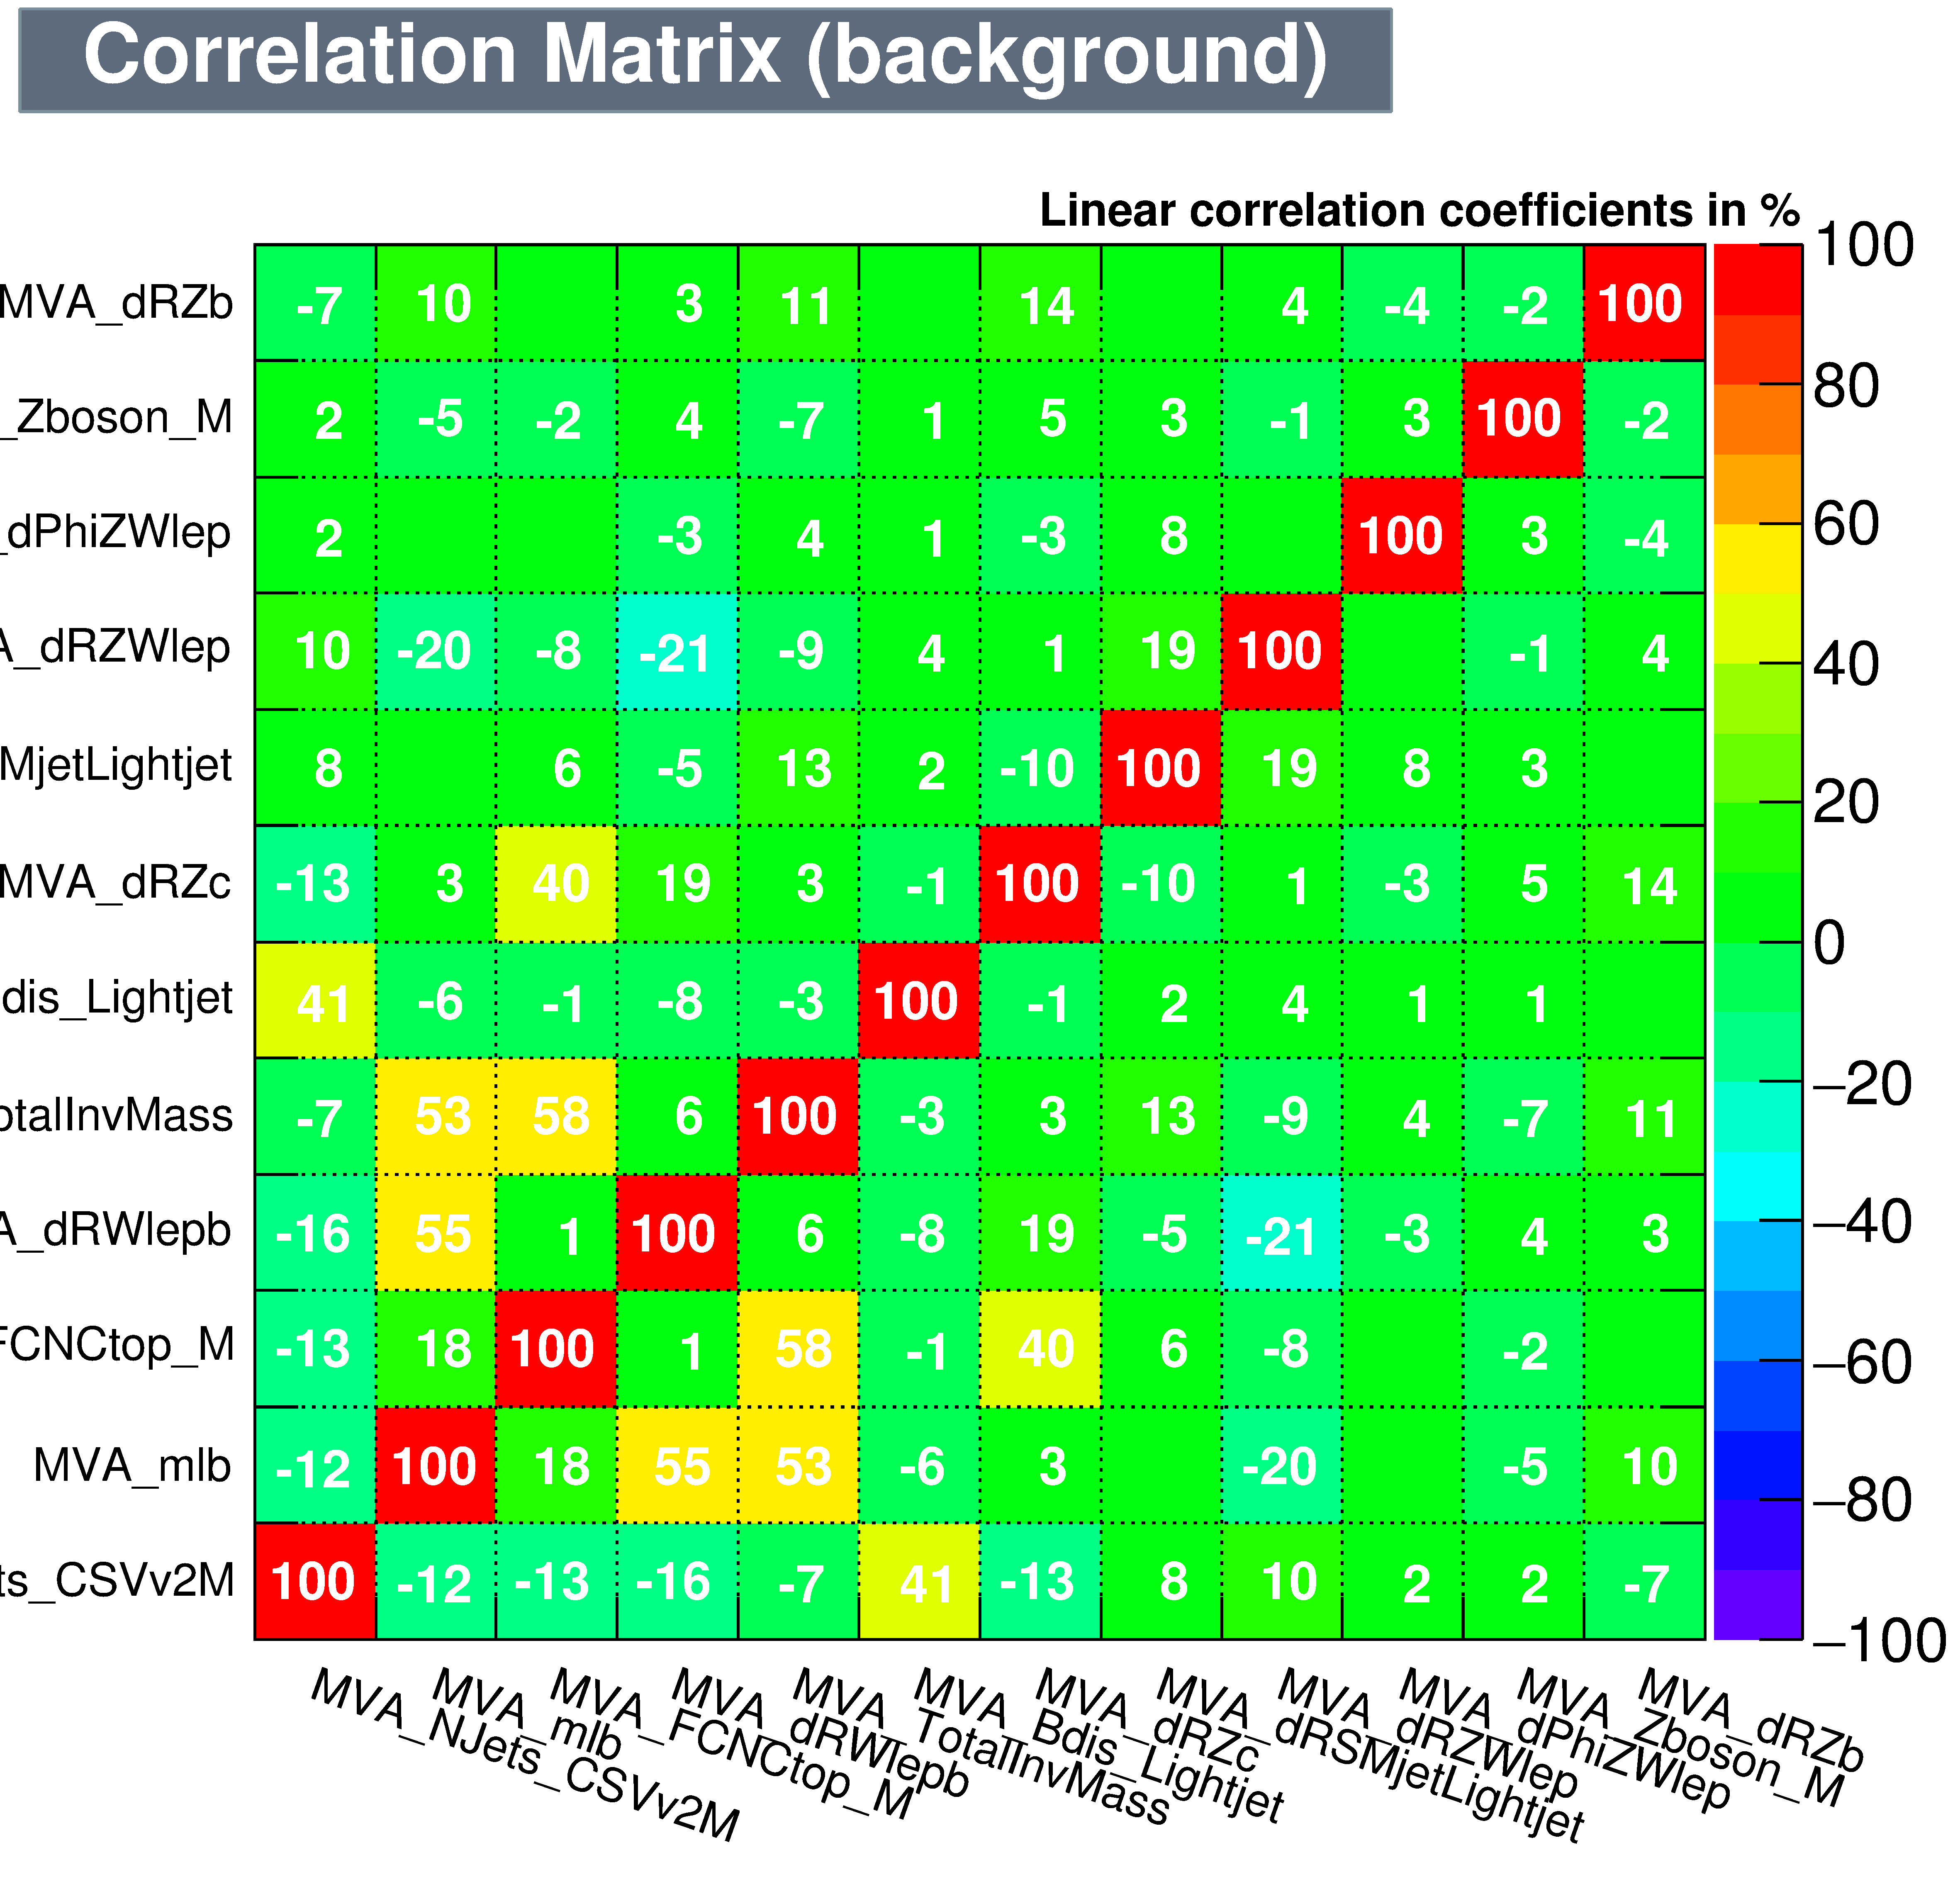 Correlation Matrix (background)
Linear correlation coefficients in %
MVA_dRZb -7 10 3 11 14 4 -4 -2 100
_Zboson_M 2 -5 -2 4 -7 1 5 3 -1 3 100 -2
_dPhiZWlep 2 -3 4 1 -3 8 100 3 -4
A_dRZWlep 10 -20 -8 -21 -9 4 1 19 100 -1 4
MjetLightjet 8 6 -5 13 2 -10 100 19 8 3
MVA_dRZc -13 3 40 19 3 -1 100 -10 1 -3 5 14
dis_Lightjet 41 -6 -1 -8 -3 100 -1 2 4 1 1
otalInvMass -7 53 58 6 100 -3 3 13 -9 4 -7 11
A_dRWlepb -16 55 1 100 6 -8 19 -5 -21 -3 4 3
FCNCtop_M -13 18 100 1 58 -1 40 6 -8 -2
MVA_mlb -12 100 18 55 53 -6 3 -20 -5 10
ts_CSVv2M 100 -12 -13 -16 -7 41 -13 8 10 2 2 -7
100
80
60
40
20
0
−20
−40
−60
−80
−100
MVA_NJets_CSVv2M
MVA_mlb
MVA_FCNCtop_M
MVA_dRWlepb
MVA_TotalInvMass
MVA_Bdis_Lightjet
MVA_dRZc
MVA_dRSMjetLightjet
MVA_dRZWlep
MVA_dPhiZWlep
MVA_Zboson_M
MVA_dRZb